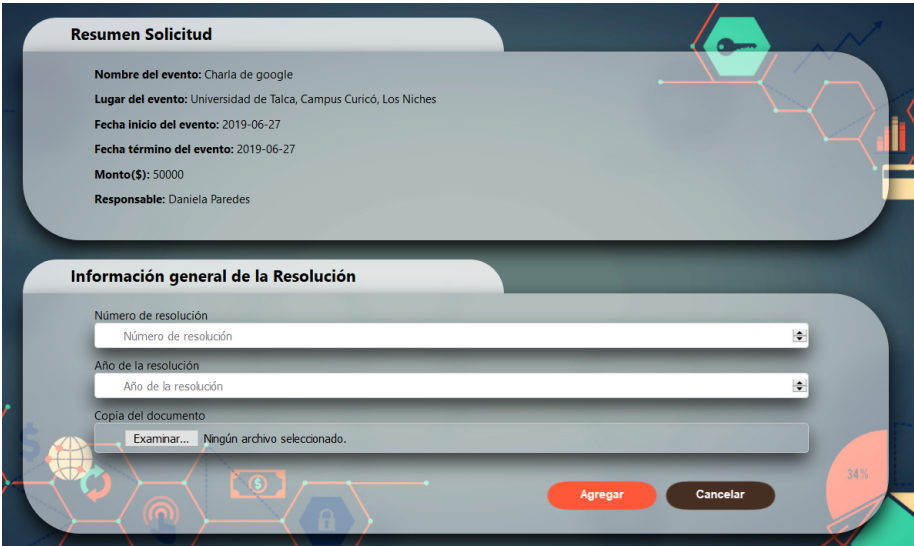 Resumen Solicitud
Nombre del evento: Charla de google
Lugar del evento: Universidad de Talca, Campus Curicó, Los Niches
Fecha inicio del evento: 2019-06-27
Fecha término del evento: 2019-06-27
Monto($): 50000
Responsable: Daniela Paredes
Información general de la Resolución
Número de resolución
Número de resolución
Año de la resolución
Año de la resolución
Copia del documento
Examinar... Ningún archivo seleccionado.
$
$
34%
Agregar Cancelar